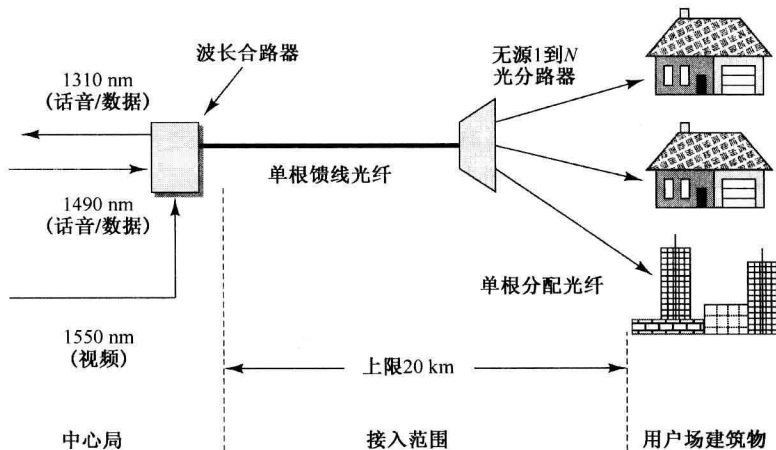 1310 nm
(话音/数据)
波长合路器
无源1到N
光分路器
单根馈线光纤
1490 nm
(话音/数据)
单根分配光纤
1550 nm
(视频)
上限20 km
中心局
接入范围
用户场建筑物